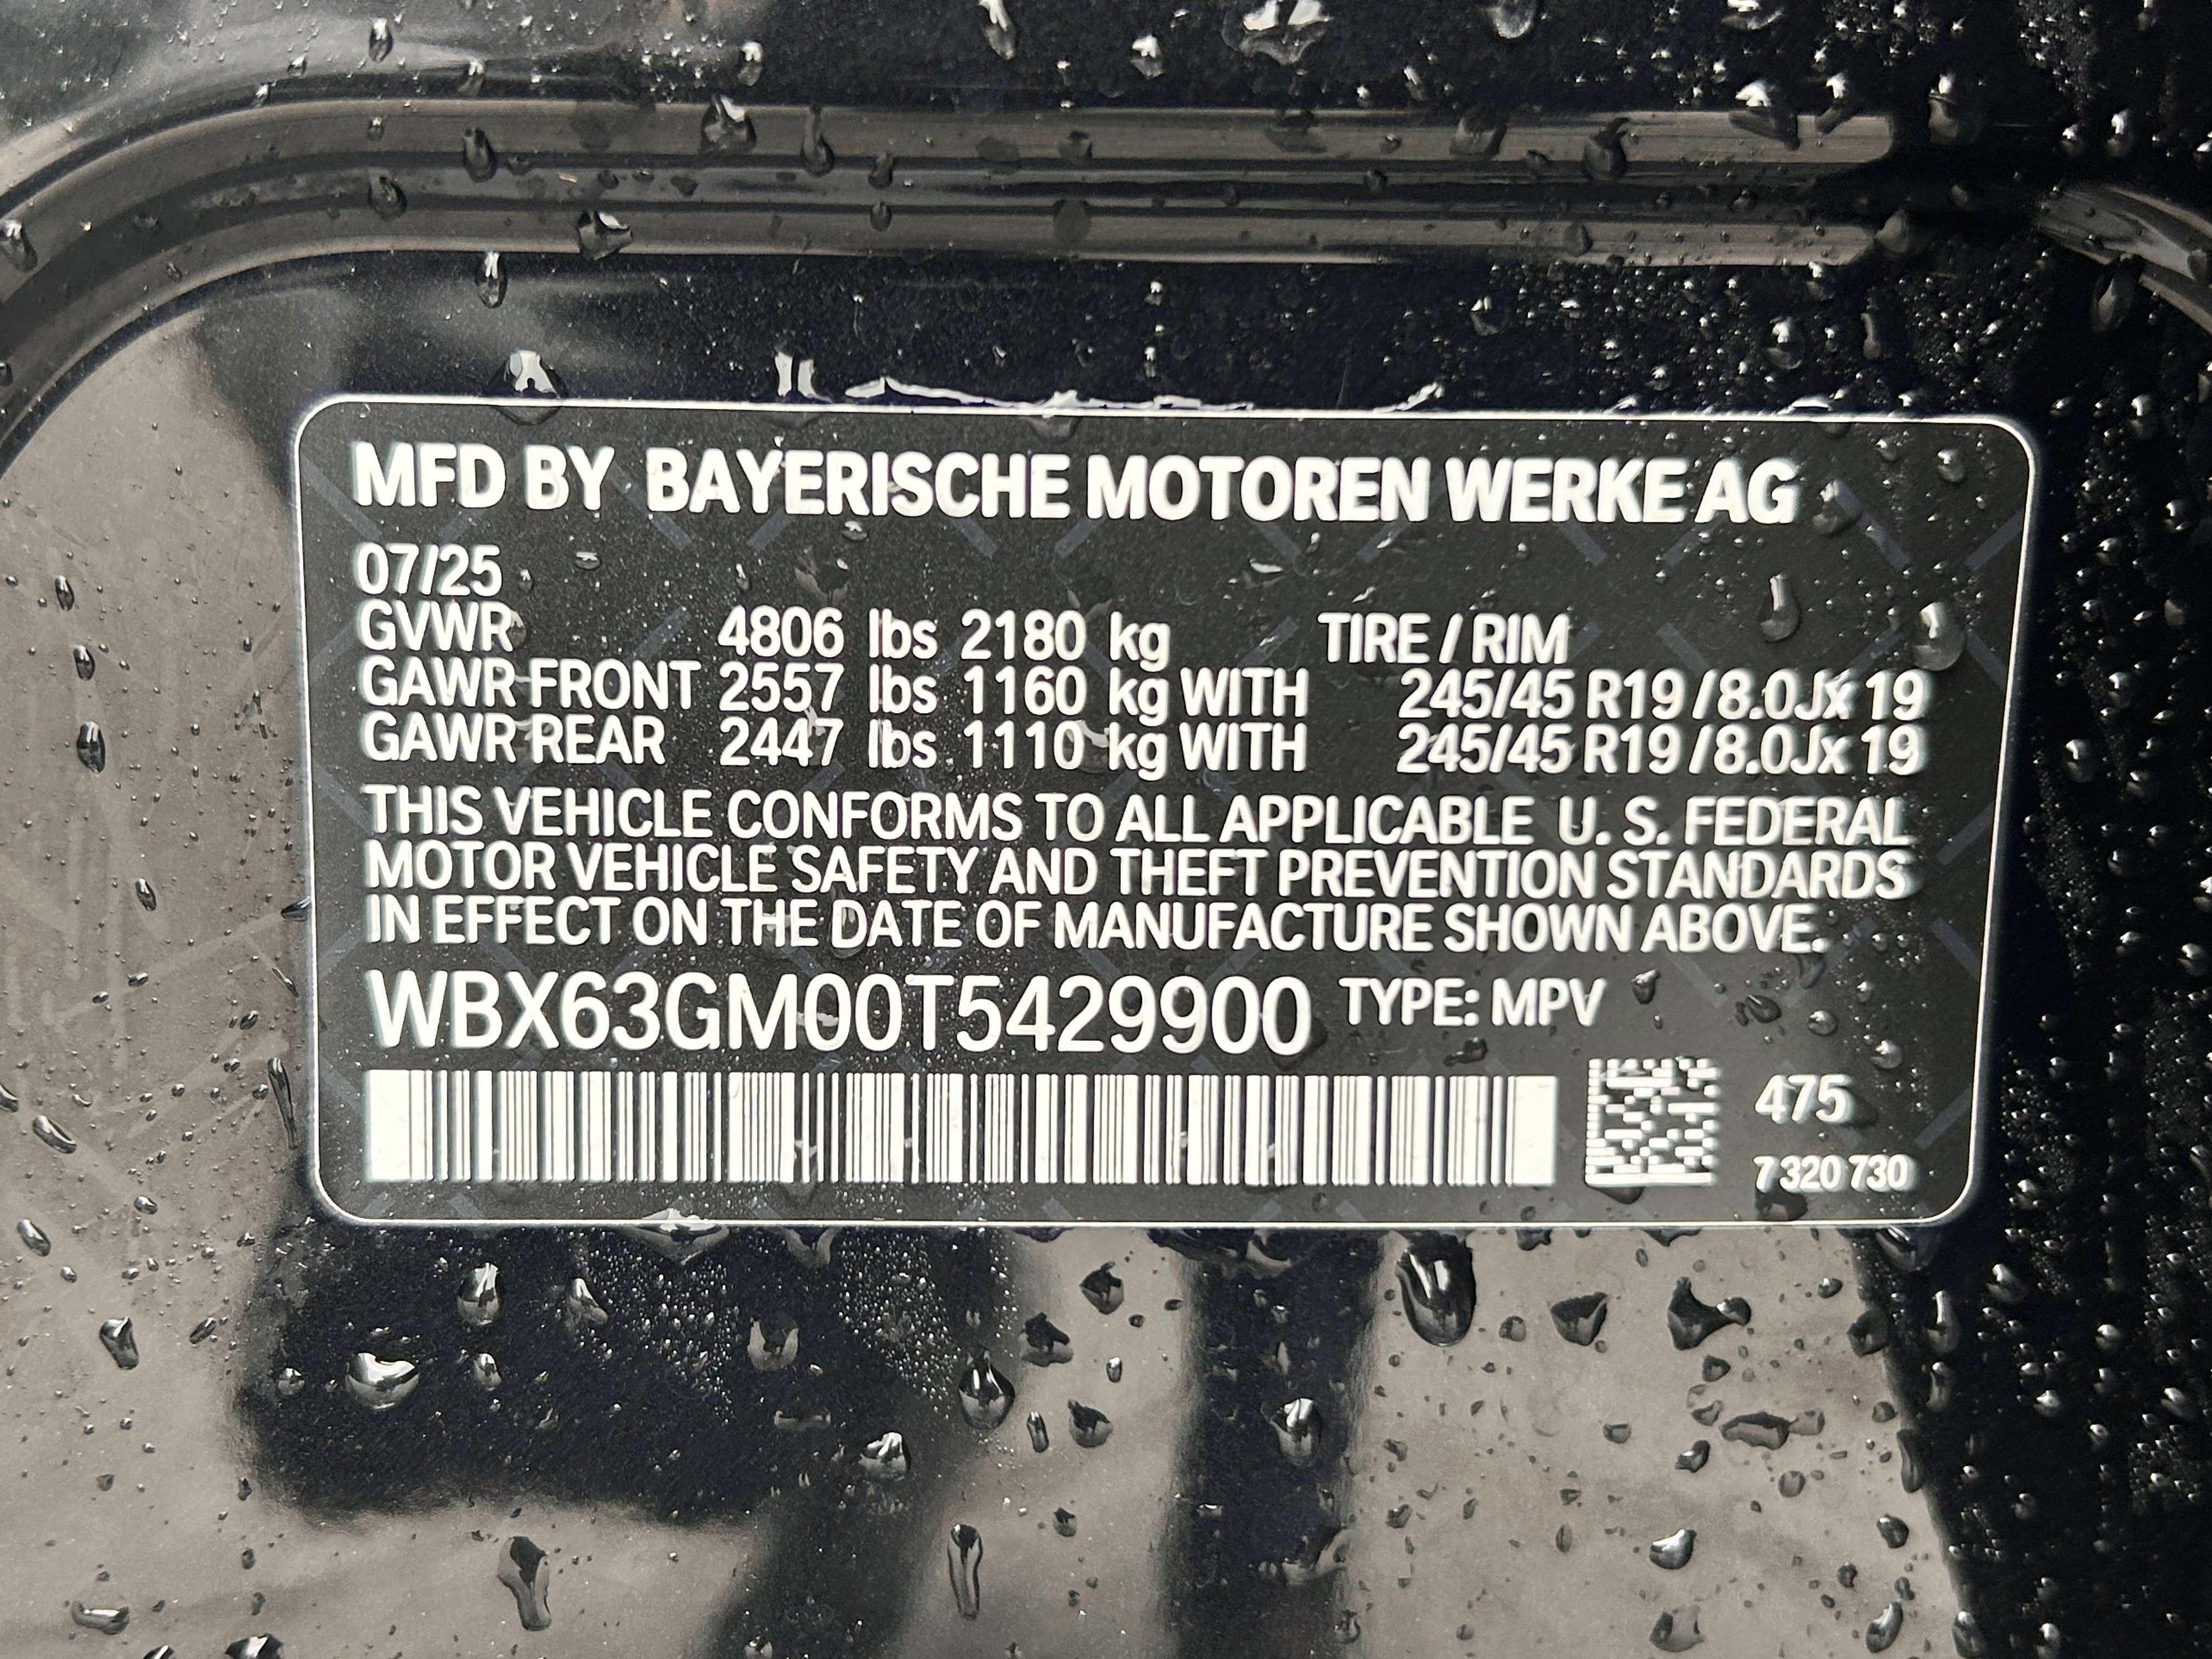 MFD BY BAYERISCHE MOTOREN WERKE AG
07/25
GVWR 4806 lbs 2180 kg TIRE / RIM
GAWR FRONT 2557 lbs 1160 kg WITH 245/45 R19 / 8.0Jx 19
GAWR REAR 2447 lbs 1110 kg WITH 245/45 R19 / 8.0Jx 19
THIS VEHICLE CONFORMS TO ALL APPLICABLE U. S. FEDERAL
MOTOR VEHICLE SAFETY AND THEFT PREVENTION STANDARDS
IN EFFECT ON THE DATE OF MANUFACTURE SHOWN ABOVE.
WBX63GM00T5429900 TYPE: MPV
475
7 320 730